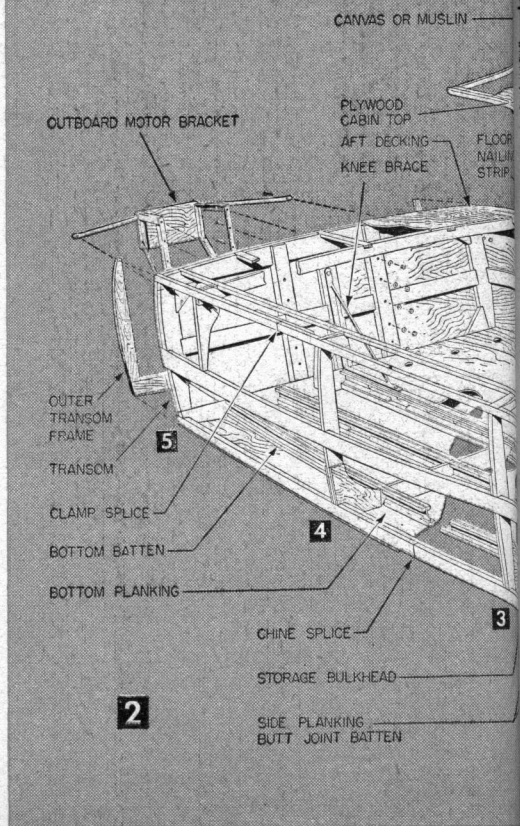 CANVAS OR MUSLIN
PLYWOOD
CABIN TOP
OUTBOARD MOTOR BRACKET
AFT DECKING
FLOOR
KNEE BRACE
NAILIN
STRIP
OUTER
TRANSOM
FRAME
5
TRANSOM
CLAMP SPLICE
4
BOTTOM BATTEN
BOTTOM PLANKING
3
CHINE SPLICE
STORAGE BULKHEAD
2
SIDE PLANKING
BUTT JOINT BATTEN